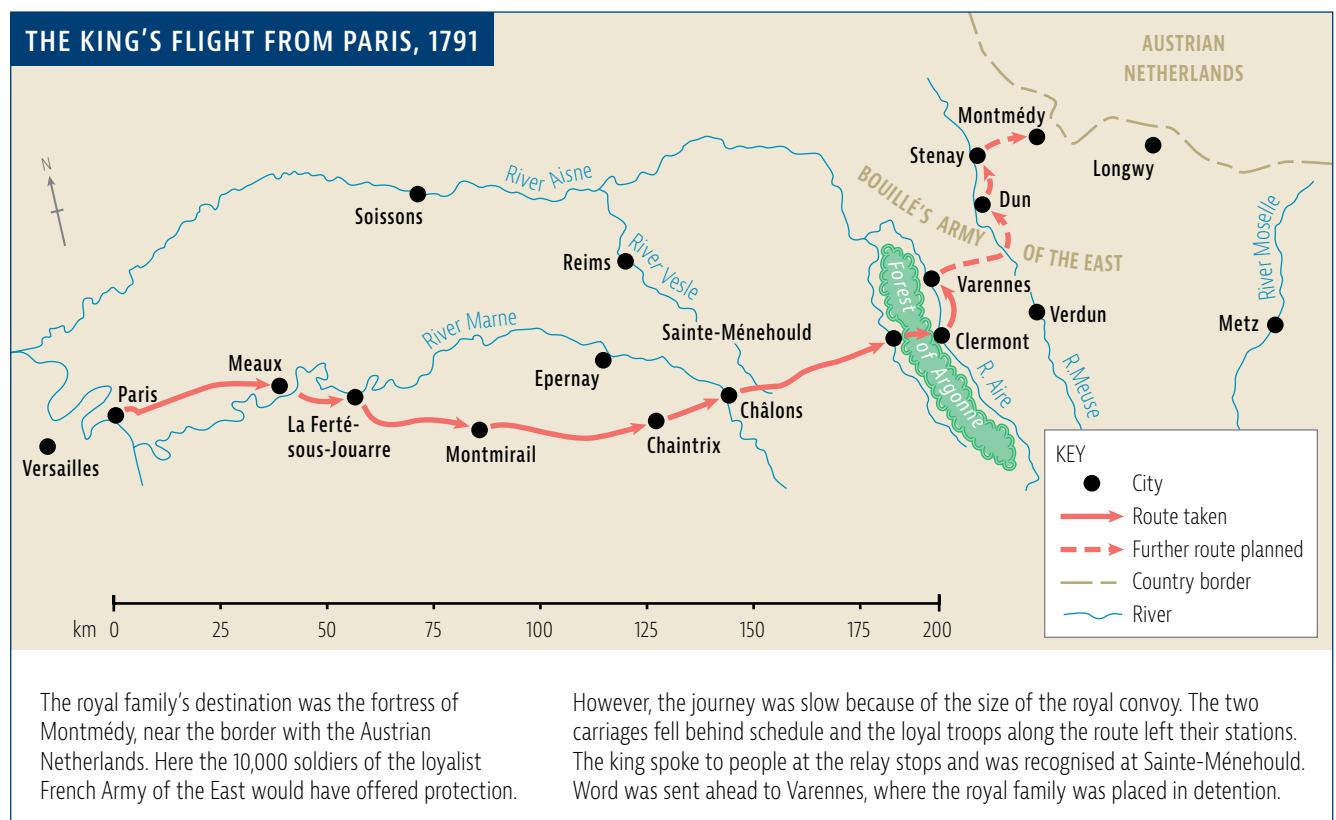 THE KING'S FLIGHT FROM PARIS, 1791
AUSTRIAN
NETHERLANDS
N
Montmédy
Stenay
Longwy
River Aisne
Soissons
Dun
BOUILLÉ'S ARMY
OF THE EAST
River Moselle
Reims
River Vesle
Forest
of Argonne
Varennes
Verdun
Metz
River Marne
Sainte-Ménehould
Clermont
R. Aire
R.Meuse
Meaux
Epernay
Paris
La Ferté-
sous-Jouarre
Châlons
Chaintrix
Montmirail
Versailles
KEY
City
Route taken
Further route planned
Country border
River
km 0 25 50 75 100 125 150 175 200
The royal family's destination was the fortress of
Montmédy, near the border with the Austrian
Netherlands. Here the 10,000 soldiers of the loyalist
French Army of the East would have offered protection.
However, the journey was slow because of the size of the royal convoy. The two
carriages fell behind schedule and the loyal troops along the route left their stations.
The king spoke to people at the relay stops and was recognised at Sainte-Ménehould.
Word was sent ahead to Varennes, where the royal family was placed in detention.